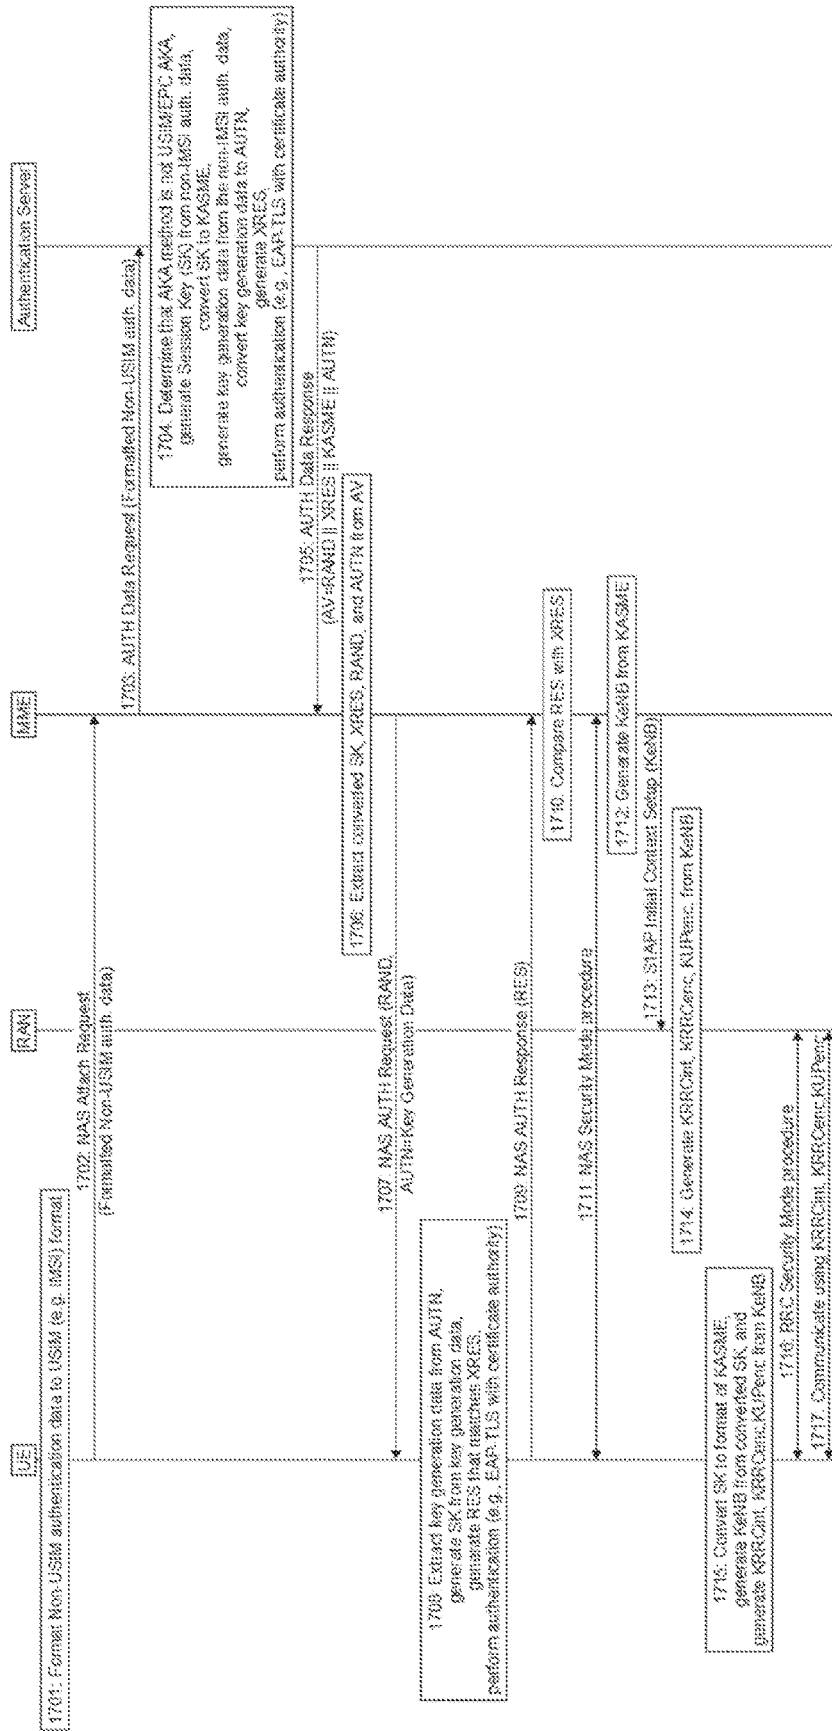 UE
RAN
MME
Authentication Server
1701: Format Non-USIM authentication data to USIM (e.g. IMSI) format
1702: NAS Attach Request
(Formatted Non-USIM auth. data)
1703: AUTH Data Request (Formatted Non-USIM auth. data)
1704: Determine that AKA method is not USIM/EPC AKA,
generate Session Key (SK) from non-IMSI auth. data,
convert SK to KASME,
generate key generation data from the non-IMSI auth. data,
convert key generation data to AUTN,
generate XRES,
perform authentication (e.g., EAP-TLS with certificate authority)
1705: AUTH Data Response
(AV=RAND || XRES || KASME || AUTN)
1706: Extract converted SK, XRES, RAND, and AUTN from AV
1707: NAS AUTH Request (RAND,
AUTN=Key Generation Data)
1708: Extract key generation data from AUTN,
generate SK from key generation data,
generate RES that matches XRES,
perform authentication (e.g., EAP-TLS with certificate authority)
1709: NAS AUTH Response (RES)
1710: Compare RES with XRES
1711: NAS Security Mode procedure
1712: Generate KeNB from KASME
1713: S1AP Initial Context Setup (KeNB)
1714: Generate KRRCint, KRRCenc, KUPenc from KeNB
1715: Convert SK to format of KASME,
generate KeNB from converted SK, and
generate KRRCint, KRRCenc,KUPenc from KeNB
1716: RRC Security Mode procedure
1717: Communicate using KRRCint, KRRCenc,KUPenc